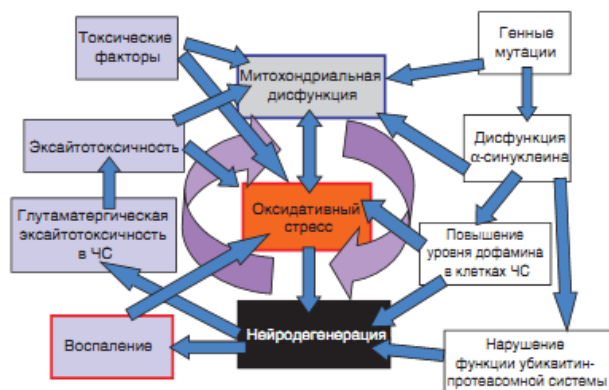 Токсические
факторы
Генные
мутации
Митохондриальная
дисфункция
Эксайтотоксичность
Дисфункция
α-синуклеина
Оксидативный
стресс
Глутаматергическая
эксайтотоксичность
в ЧС
Повышение
уровня дофамина
в клетках ЧС
Нейродегенерация
Воспаление
Нарушение
функции убиквитин-
протеасомной системы